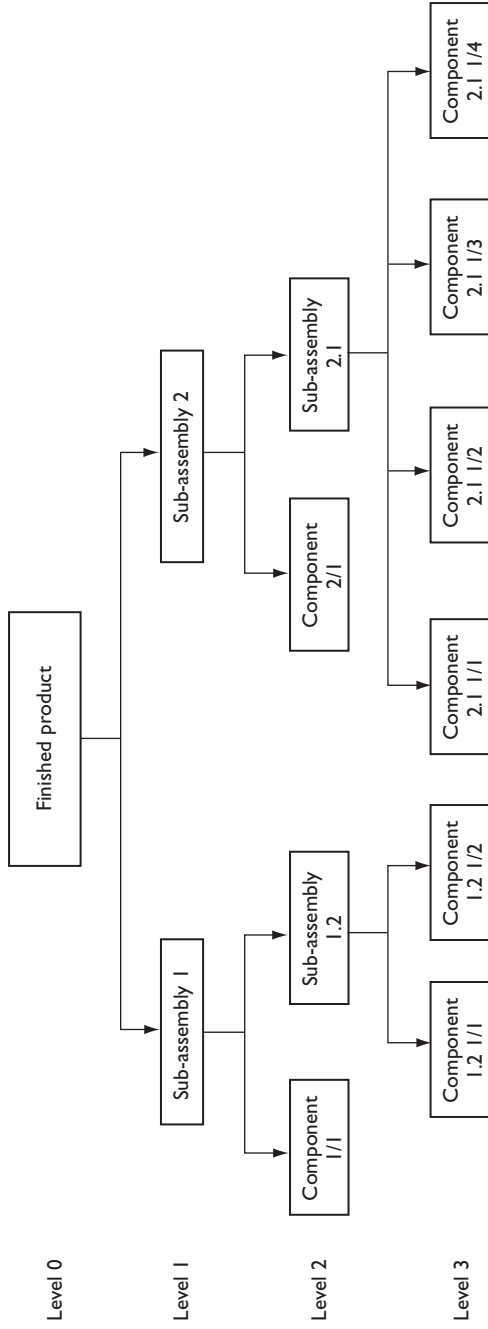 Level 0
Finished product
Level 1
Sub-assembly 1
Sub-assembly 2
Level 2
Component
1/1
Sub-assembly
1.2
Component
2/1
Sub-assembly
2.1
Level 3
Component
1.2 1/1
Component
1.2 1/2
Component
2.1 1/1
Component
2.1 1/2
Component
2.1 1/3
Component
2.1 1/4